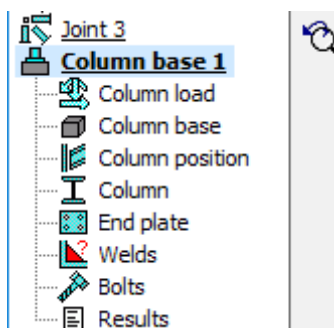 Joint 3
Column base 1
Column load
Column base
Column position
Column
End plate
Welds
Bolts
Results